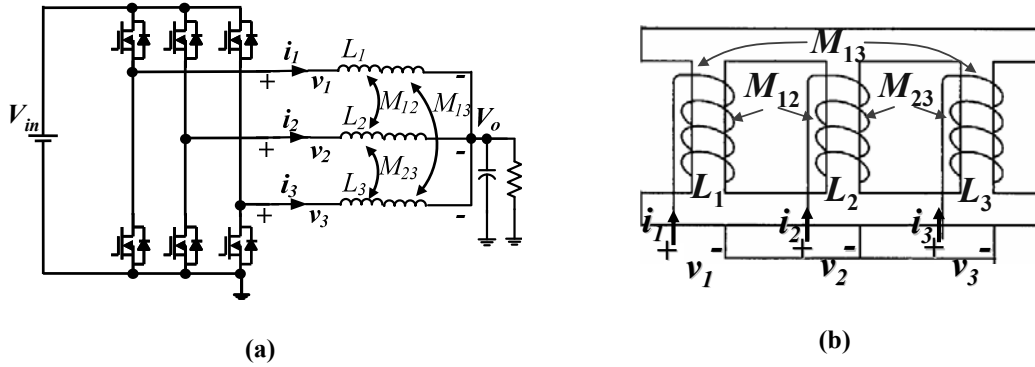 V_in
i_1
L_1
+ v_1 -
M_12
M_13
i_2
L_2
V_o
+ v_2 -
M_23
i_3
L_3
+ v_3 -
(a)
M_13
M_12
M_23
L_1
L_2
L_3
i_1
i_2
i_3
+ - + - + -
v_1
v_2
v_3
(b)